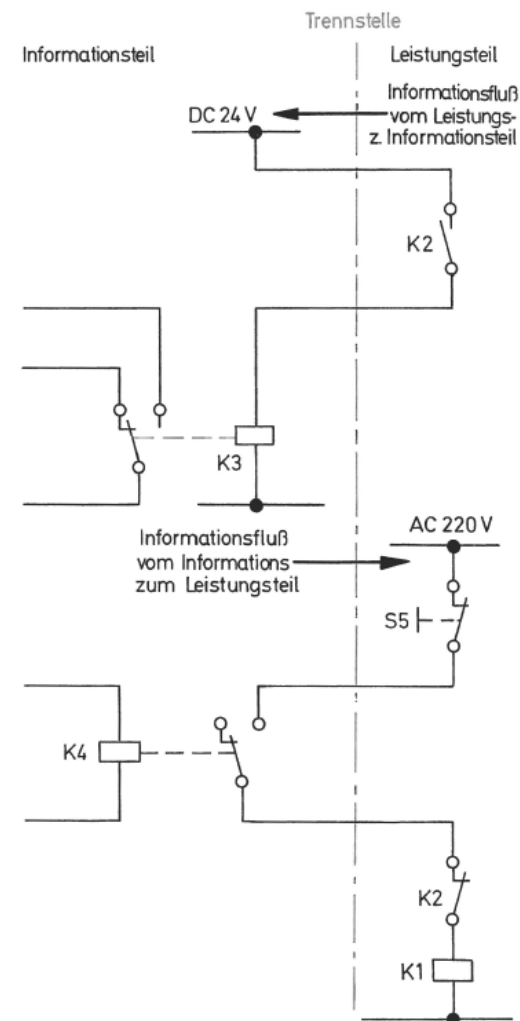 Trennstelle
Informationsteil
Leistungsteil
Informationsfluß
vom Leistungs-
z. Informationsteil
DC 24 V
K2
K3
Informationsfluß
vom Informations
zum Leistungsteil
AC 220 V
S5
K4
K2
K1